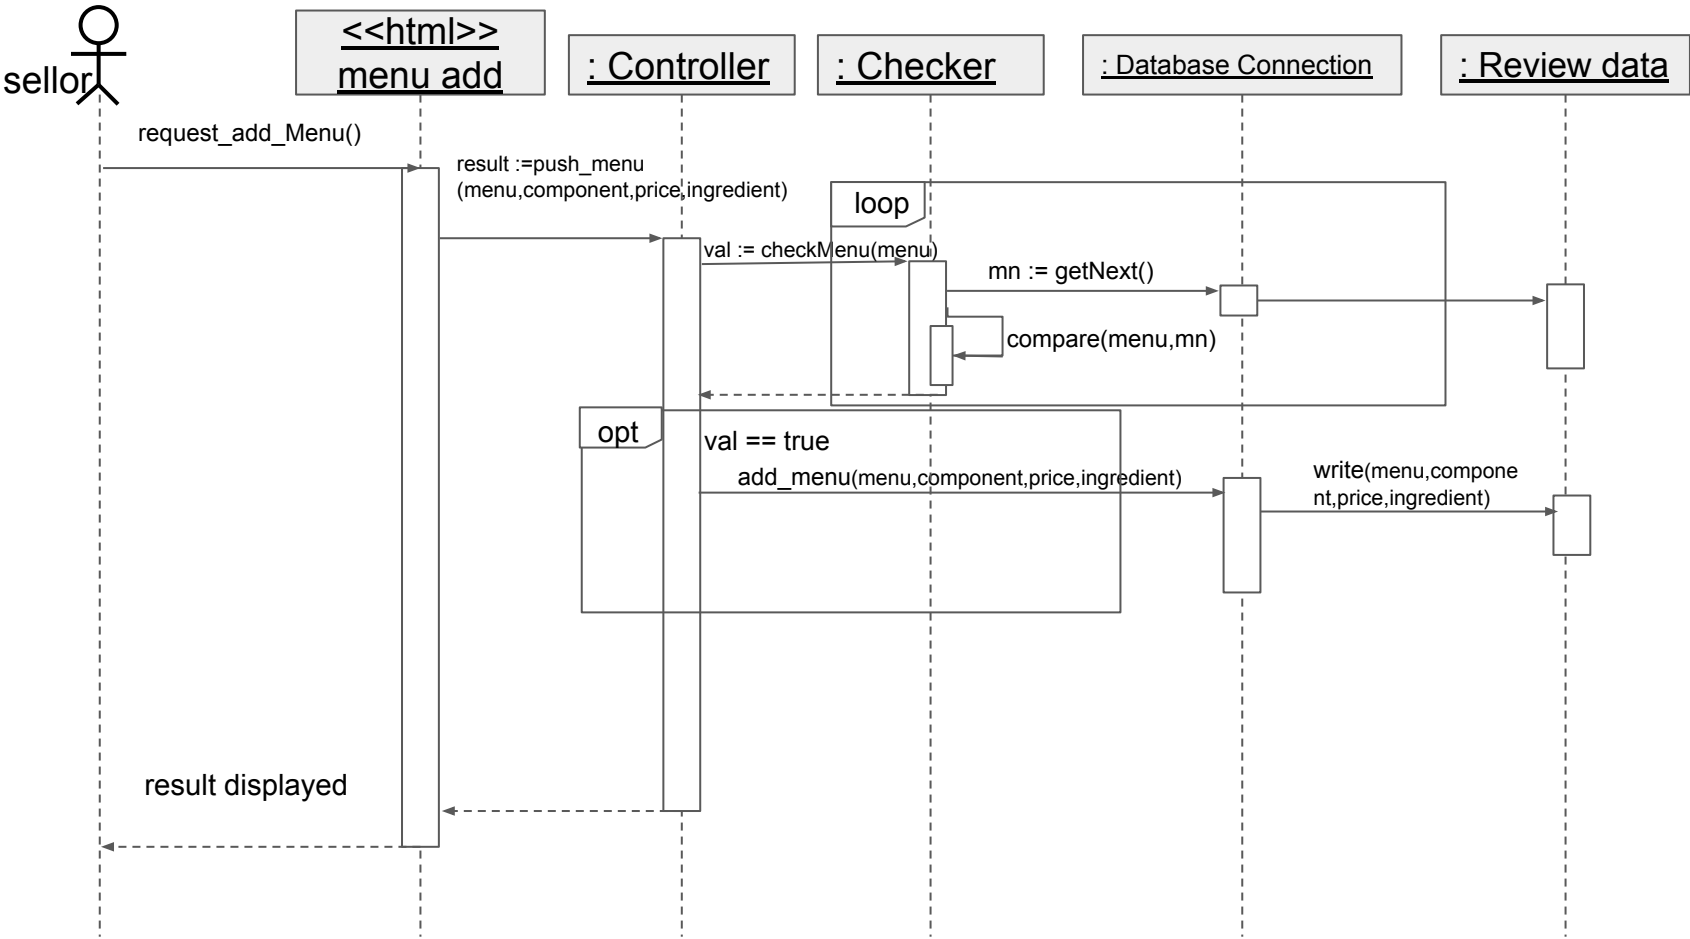 sellor
<<html>>
menu add
: Controller
: Checker
: Database Connection
: Review data
request_add_Menu()
result :=push_menu
(menu,component,price,ingredient)
loop
val := checkMenu(menu)
mn := getNext()
compare(menu,mn)
opt
val == true
add_menu(menu,component,price,ingredient)
write(menu,compone
nt,price,ingredient)
result displayed